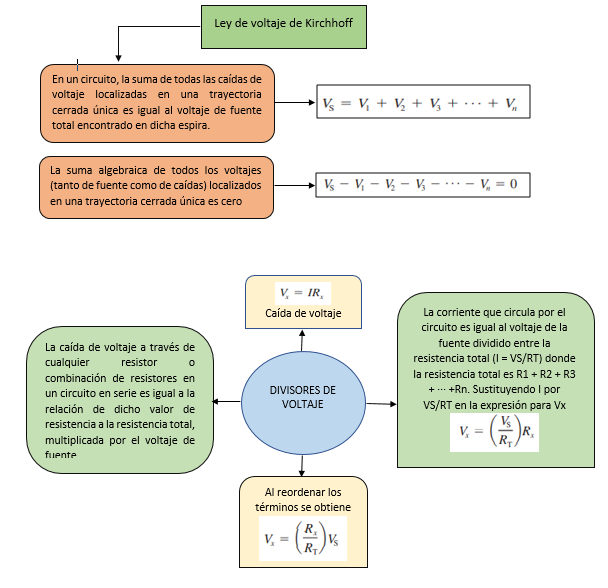 Ley de voltaje de Kirchhoff
En un circuito, la suma de todas las caídas de
voltaje localizadas en una trayectoria
cerrada única es igual al voltaje de fuente
total encontrado en dicha espira.
V_S = V_1 + V_2 + V_3 + ··· + V_n
La suma algebraica de todos los voltajes
(tanto de fuente como de caídas) localizados
en una trayectoria cerrada única es cero
V_S − V_1 − V_2 − V_3 − ··· − V_n = 0
V_x = IR_x
Caída de voltaje
La caída de voltaje a través de
cualquier resistor o
combinación de resistores en
un circuito en serie es igual a la
relación de dicho valor de
resistencia a la resistencia total,
multiplicada por el voltaje de
fuente
DIVISORES DE
VOLTAJE
La corriente que circula por el
circuito es igual al voltaje de la
fuente dividido entre la
resistencia total (I = VS/RT) donde
la resistencia total es R1 + R2 + R3
+ ··· +Rn. Sustituyendo I por
VS/RT en la expresión para Vx
V_x = (V_S/R_T)R_x
Al reordenar los
términos se obtiene
V_x = (R_x/R_T)V_S